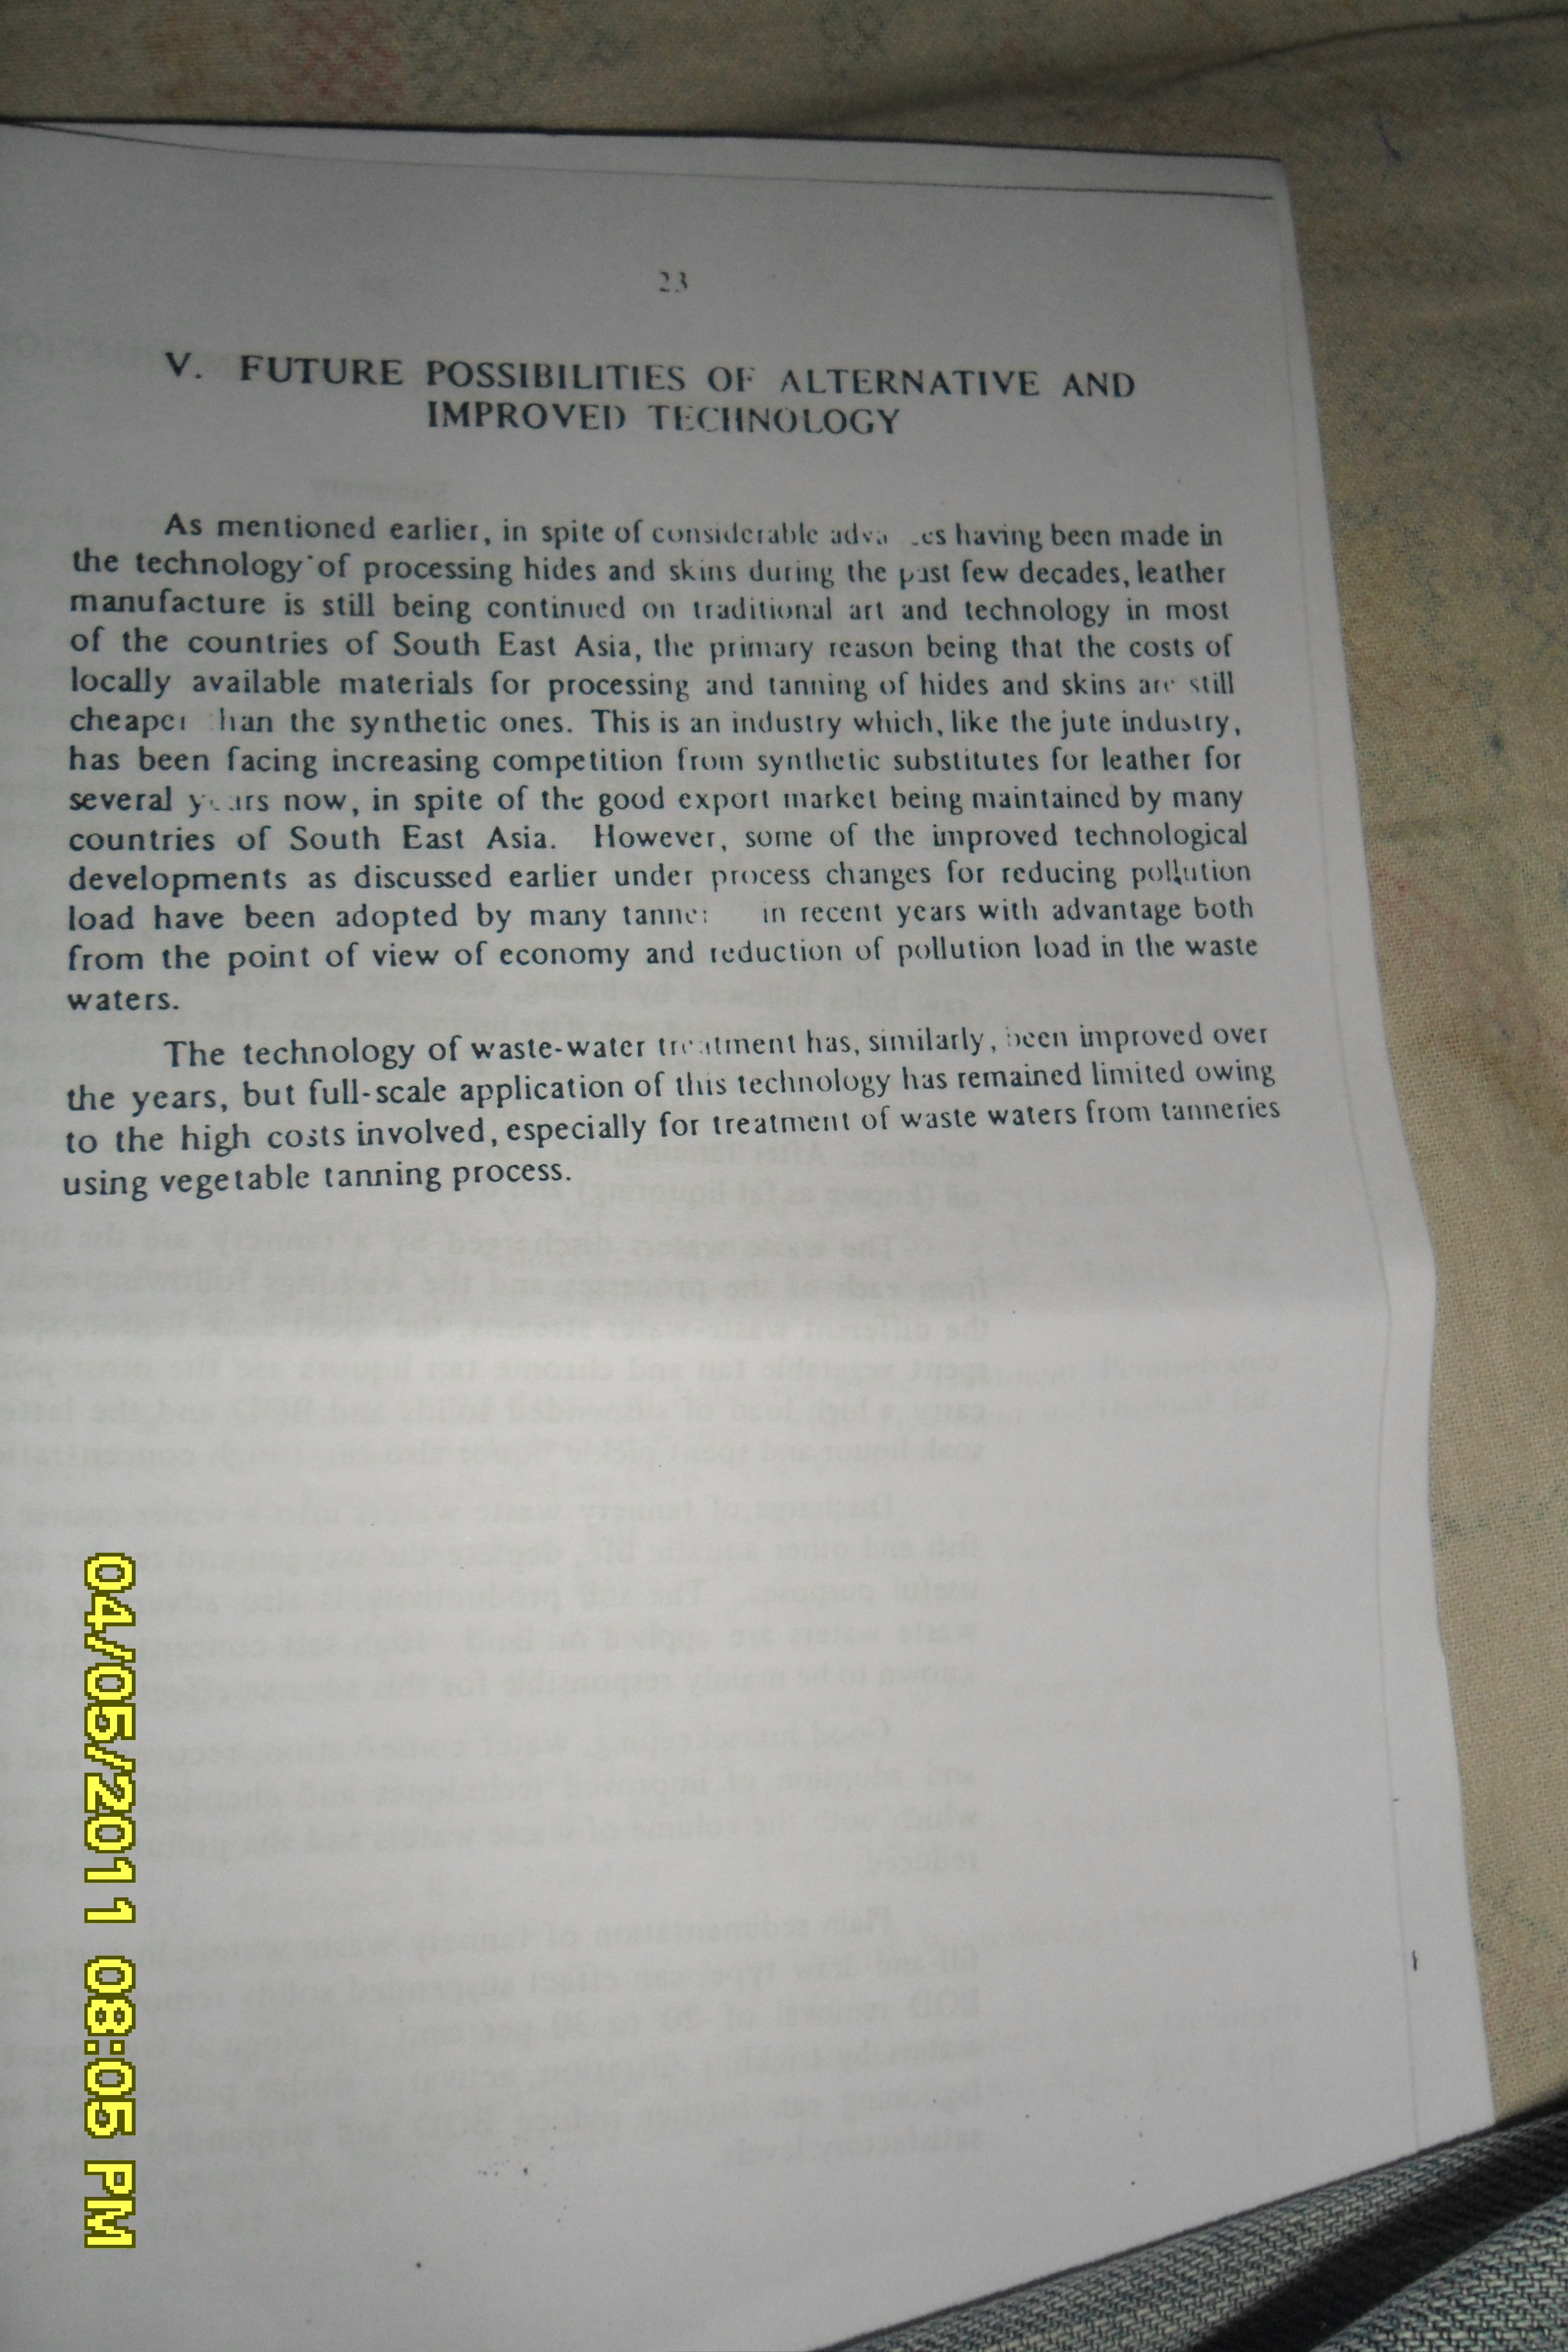 23
V. FUTURE POSSIBILITIES OF ALTERNATIVE AND
IMPROVED TECHNOLOGY
As mentioned earlier, in spite of considerable having been made in
the technology of processing hides and skins during the past few decades, leather
manufacture is still being continued on traditional art and technology in most
of the countries of South East Asia, the primary reason being that the costs of
locally available materials for processing and tanning of hides and skins are still
cheaper than the synthetic ones. This is an industry which, like the jute industry,
has been facing increasing competition from synthetic substitutes for leather for
several years now, in spite of the good export market being maintained by many
countries of South East Asia. However, some of the improved technological
developments as discussed earlier under process changes for reducing pollution
load have been adopted by many in recent years with advantage both
from the point of view of economy and reduction of pollution load in the waste
waters.
The technology of waste-water treatment has, similarly, been improved over
the years, but full-scale application of this technology has remained limited owing
to the high costs involved, especially for treatment of waste waters from tanneries
using vegetable tanning process.
04/05/2011 08:05 PM